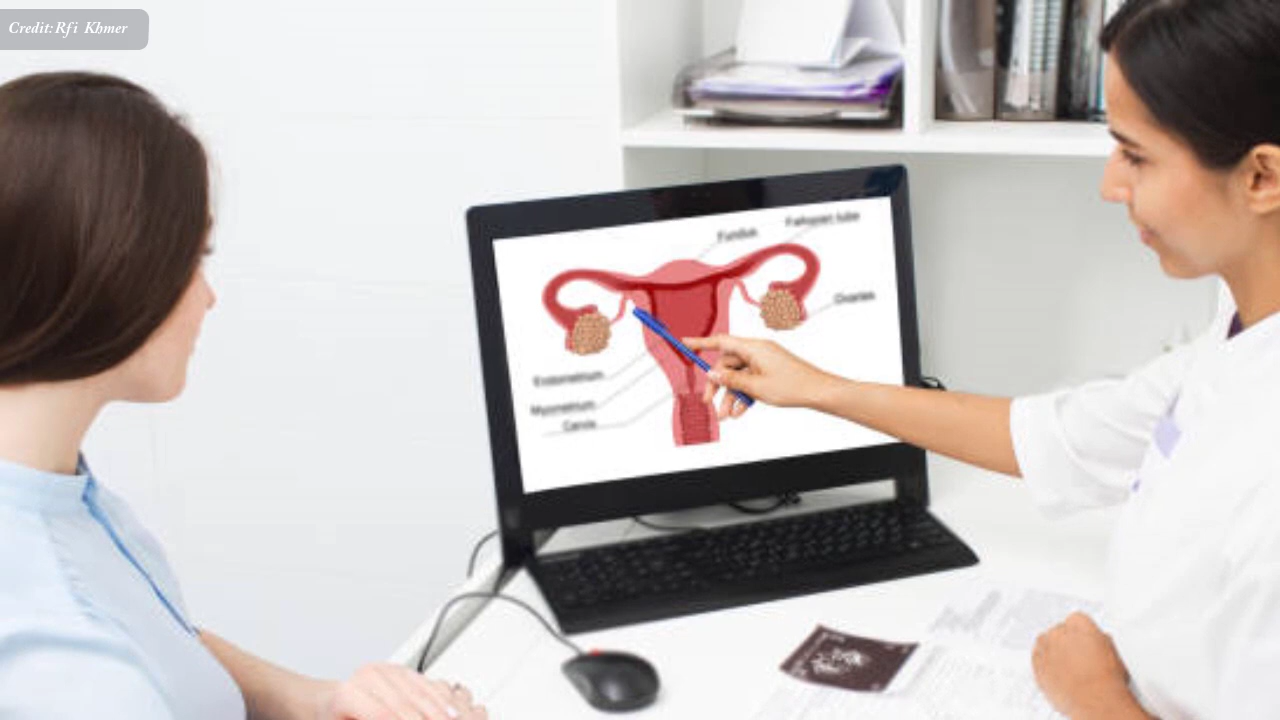 Credit:Rfi Khmer
Fundus
Fallopian tube
Ovaries
Endometrium
Myometrium
Cervix